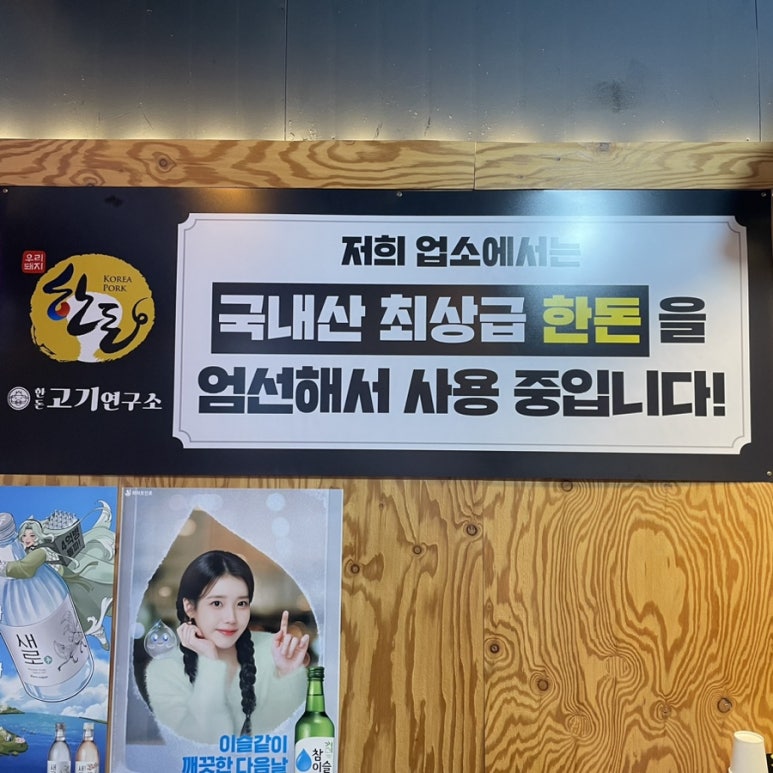 우리
돼지
KOREA
PORK
한돈
한돈 고기연구소
저희 업소에서는
국내산 최상급 한돈을
엄선해서 사용 중입니다!
새로
이슬같이
깨끗한 다음날
참이슬